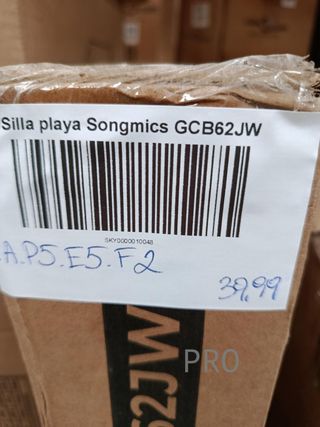 Silla playa Songmics GCB62JW
SKY0000010048
A.P5.E5.F2
39,99
62JW
PRO